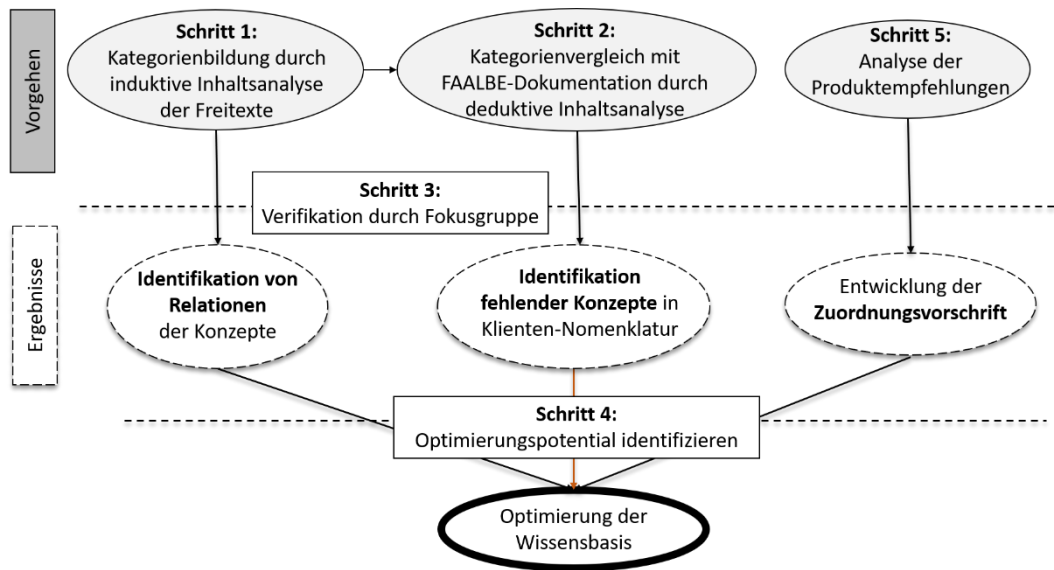 Vorgehen
Schritt 1:
Kategorienbildung durch
induktive Inhaltsanalyse
der Freitexte
Schritt 2:
Kategorienvergleich mit
FAALBE-Dokumentation durch
deduktive Inhaltsanalyse
Schritt 5:
Analyse der
Produktempfehlungen
Schritt 3:
Verifikation durch Fokusgruppe
Ergebnisse
Identifikation von
Relationen
der Konzepte
Identifikation
fehlender Konzepte in
Klienten-Nomenklatur
Entwicklung der
Zuordnungsvorschrift
Schritt 4:
Optimierungspotential identifizieren
Optimierung der
Wissensbasis